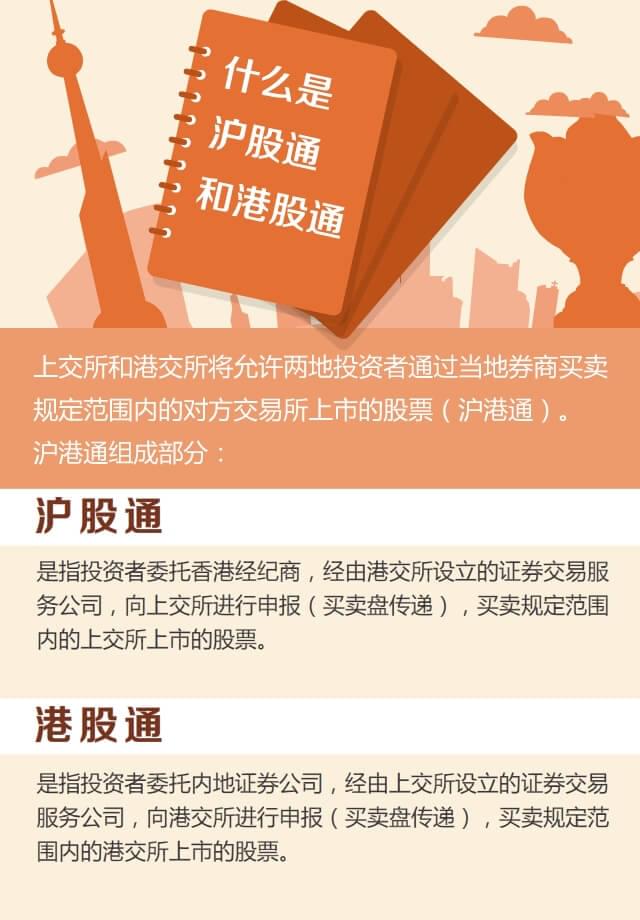 什么是
沪股通
和港股通
上交所和港交所将允许两地投资者通过当地券商买卖
规定范围内的对方交易所上市的股票（沪港通）。
沪港通组成部分：
沪股通
是指投资者委托香港经纪商，经由港交所设立的证券交易服
务公司，向上交所进行申报（买卖盘传递），买卖规定范围
内的上交所上市的股票。
港股通
是指投资者委托内地证券公司，经由上交所设立的证券交易
服务公司，向港交所进行申报（买卖盘传递），买卖规定范
围内的港交所上市的股票。